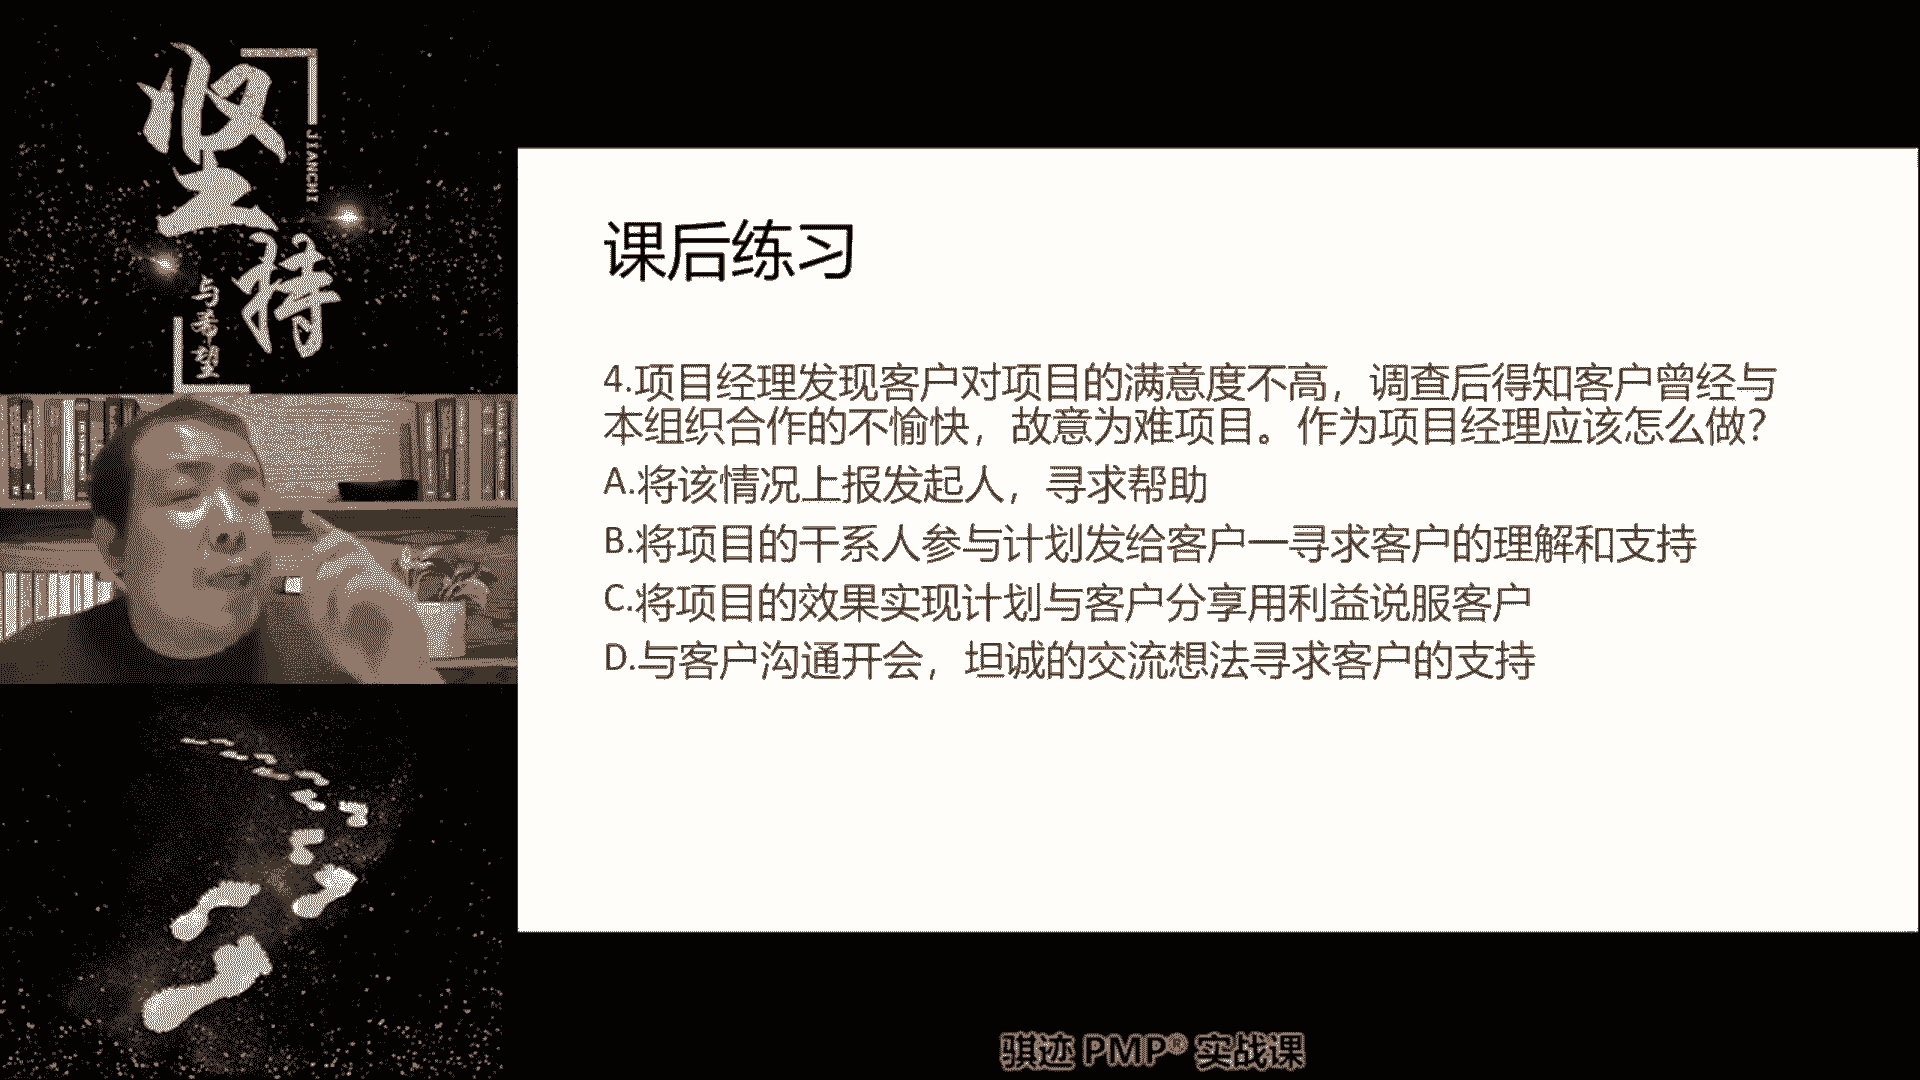 坚持
JIANCHI
与希望
课后练习
4.项目经理发现客户对项目的满意度不高，调查后得知客户曾经与
本组织合作的不愉快，故意为难项目。作为项目经理应该怎么做？
A.将该情况上报发起人，寻求帮助
B.将项目的干系人参与计划发给客户一寻求客户的理解和支持
C.将项目的效果实现计划与客户分享用利益说服客户
D.与客户沟通开会，坦诚的交流想法寻求客户的支持
骐迹 PMP® 实战课